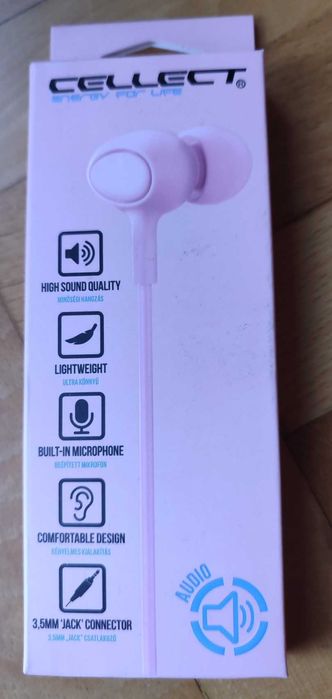 CELLECT®
energy for life
HIGH SOUND QUALITY
MINŐSÉGI HANGZÁS
LIGHTWEIGHT
ULTRA KÖNNYŰ
BUILT-IN MICROPHONE
BEÉPÍTETT MIKROFON
COMFORTABLE DESIGN
KÉNYELMES KIALAKÍTÁS
3,5MM 'JACK' CONNECTOR
3,5MM „JACK” CSATLAKOZÓ
AUDIO